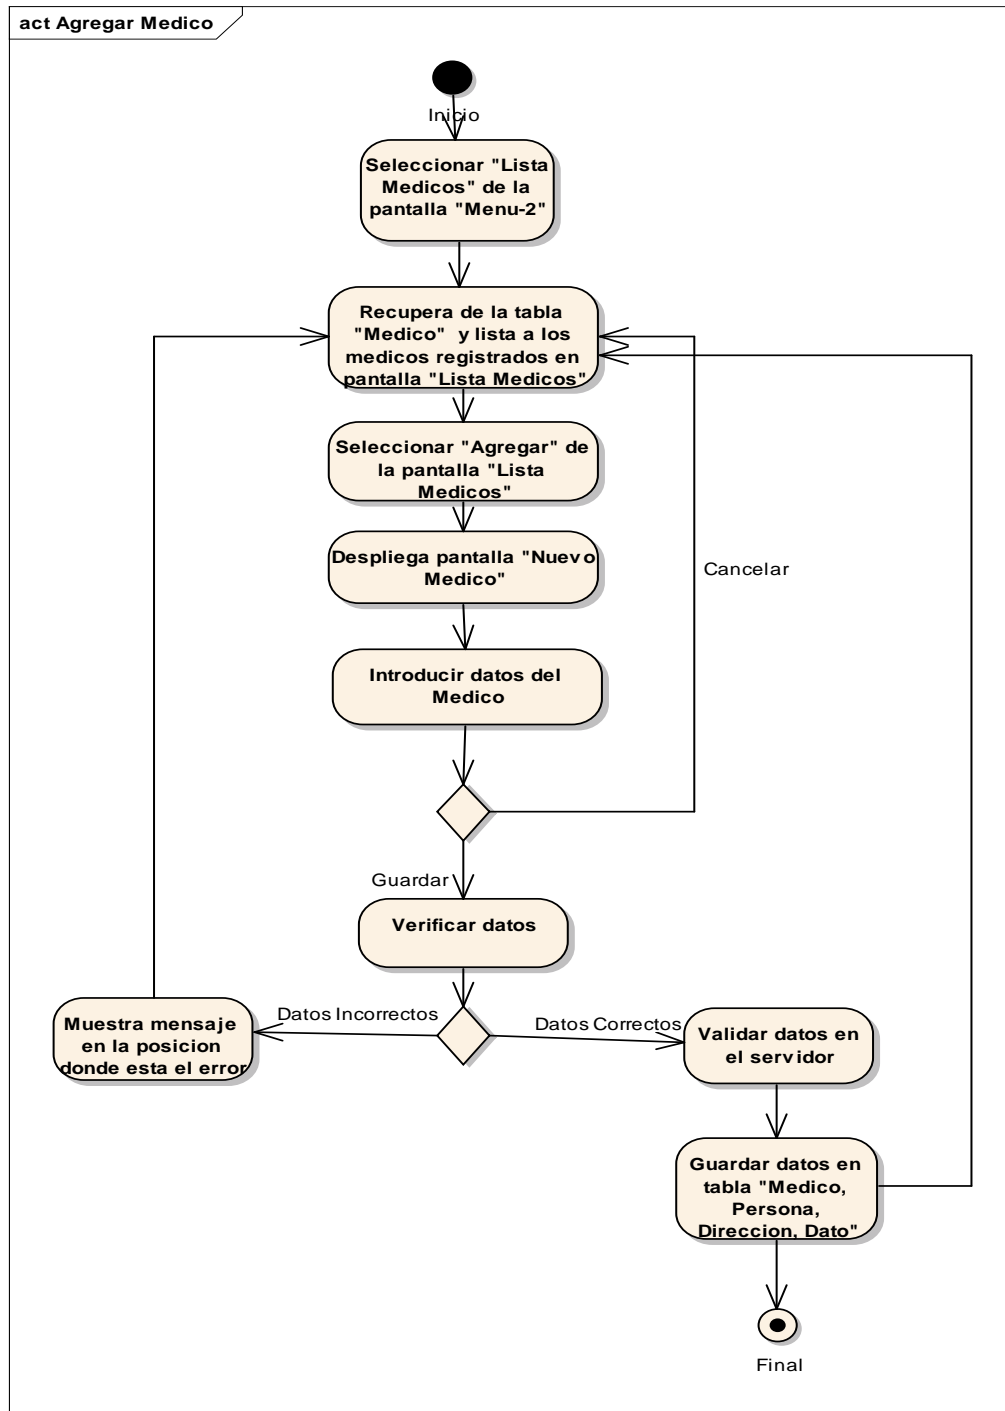 act Agregar Medico
Inicio
Seleccionar "Lista
Medicos" de la
pantalla "Menu-2"
Recupera de la tabla
"Medico" y lista a los
medicos registrados en
pantalla "Lista Medicos"
Seleccionar "Agregar" de
la pantalla "Lista
Medicos"
Despliega pantalla "Nuevo
Medico"
Cancelar
Introducir datos del
Medico
Guardar
Verificar datos
Datos Incorrectos
Datos Correctos
Muestra mensaje
en la posicion
donde esta el error
Validar datos en
el servidor
Guardar datos en
tabla "Medico,
Persona,
Direccion, Dato"
Final